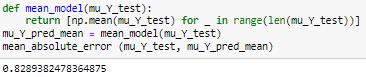 def mean_model(mu_Y_test):
    return [np.mean(mu_Y_test) for _ in range(len(mu_Y_test))]
mu_Y_pred_mean = mean_model(mu_Y_test)
mean_absolute_error (mu_Y_test, mu_Y_pred_mean)
0.8289382478364875